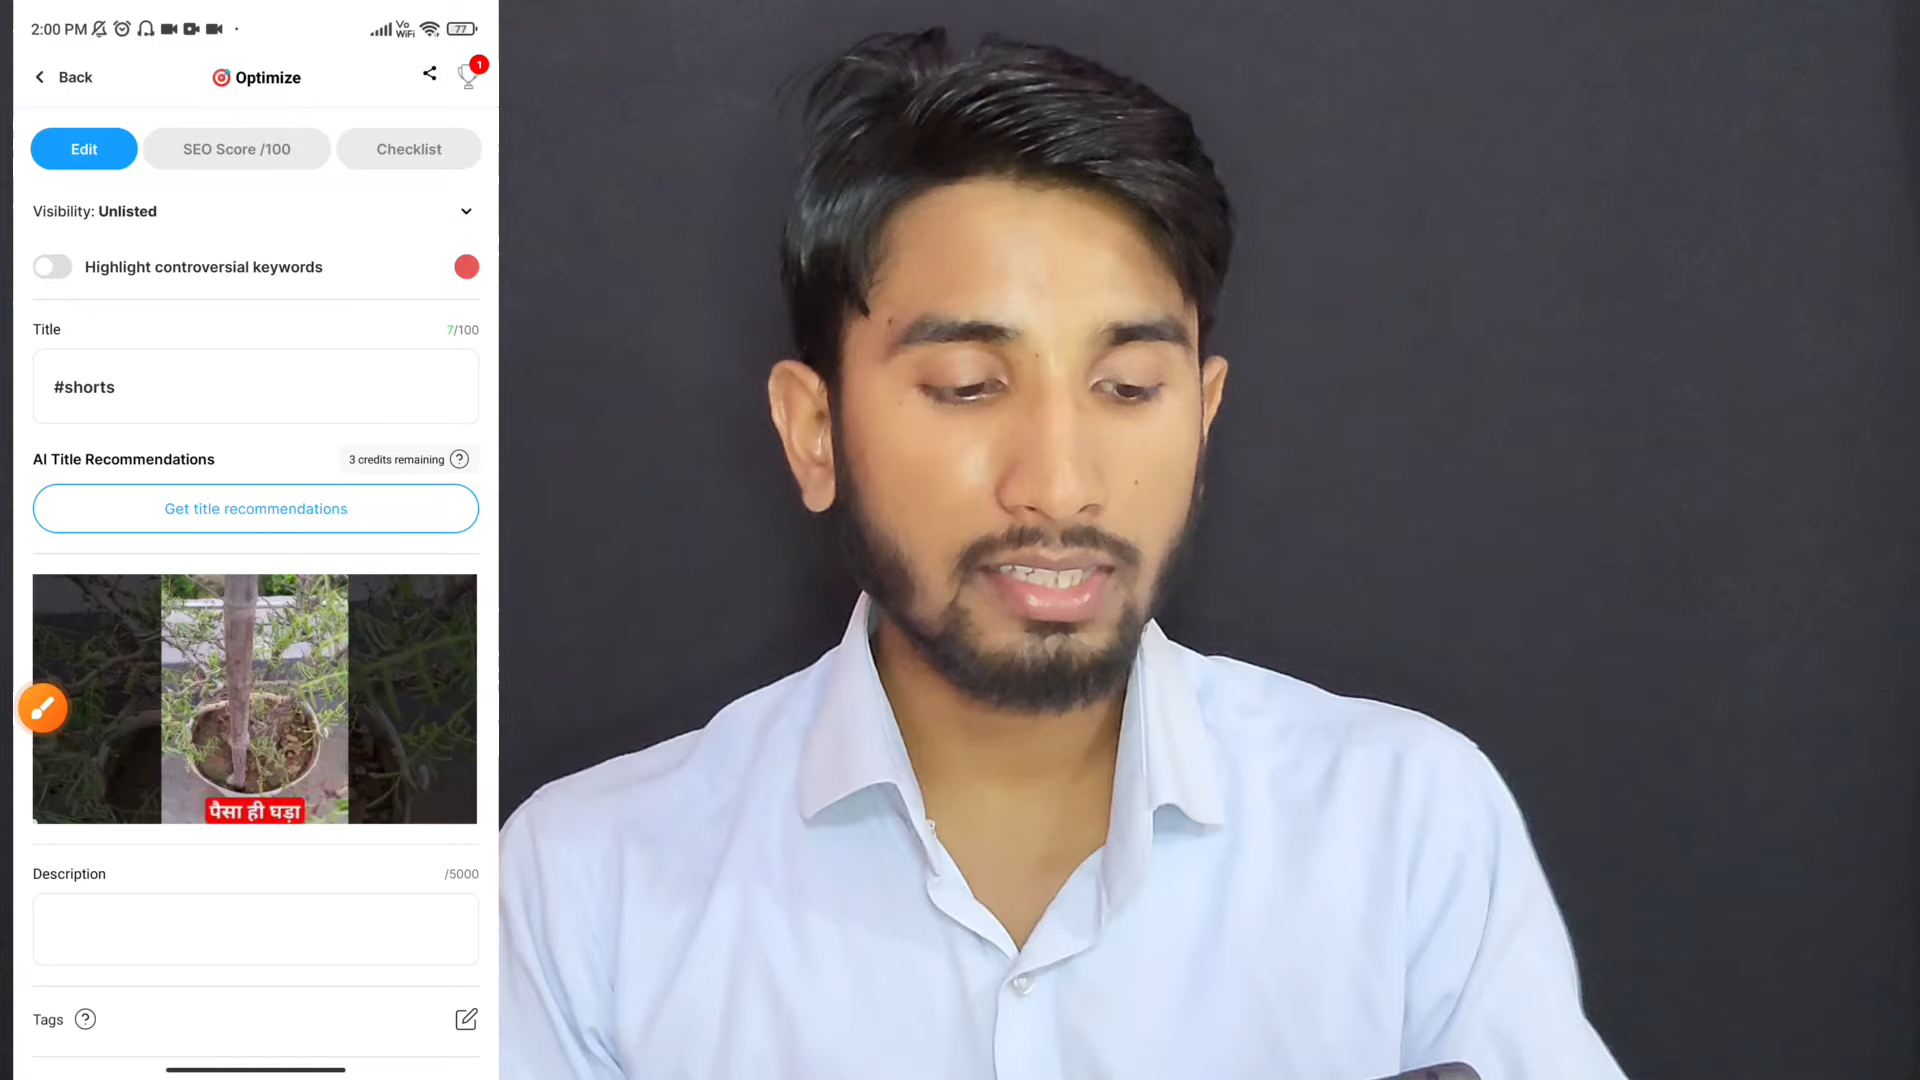 2:00 PM
Vo
WiFi
77
Back
Optimize
1
Edit
SEO Score /100
Checklist
Visibility: Unlisted
Highlight controversial keywords
Title
7/100
#shorts
AI Title Recommendations
3 credits remaining ?
Get title recommendations
पैसा ही घड़ा
Description
/5000
Tags ?